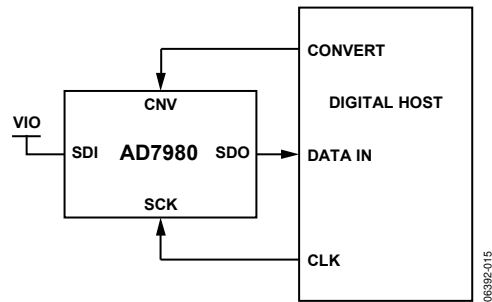 CONVERT
CNV
DIGITAL HOST
VIO
SDI AD7980 SDO
DATA IN
SCK
CLK
06392-015